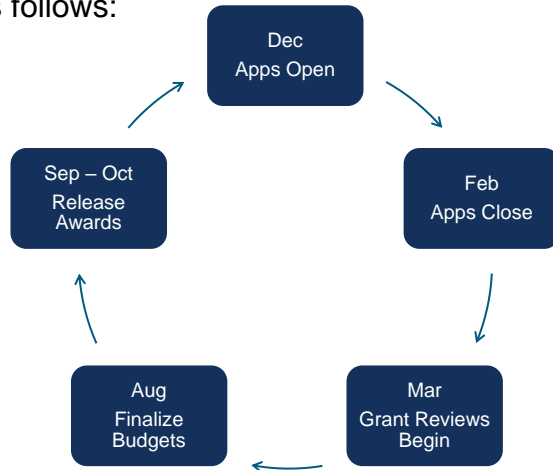 s follows:
Dec
Apps Open
Feb
Apps Close
Mar
Grant Reviews
Begin
Aug
Finalize
Budgets
Sep – Oct
Release
Awards